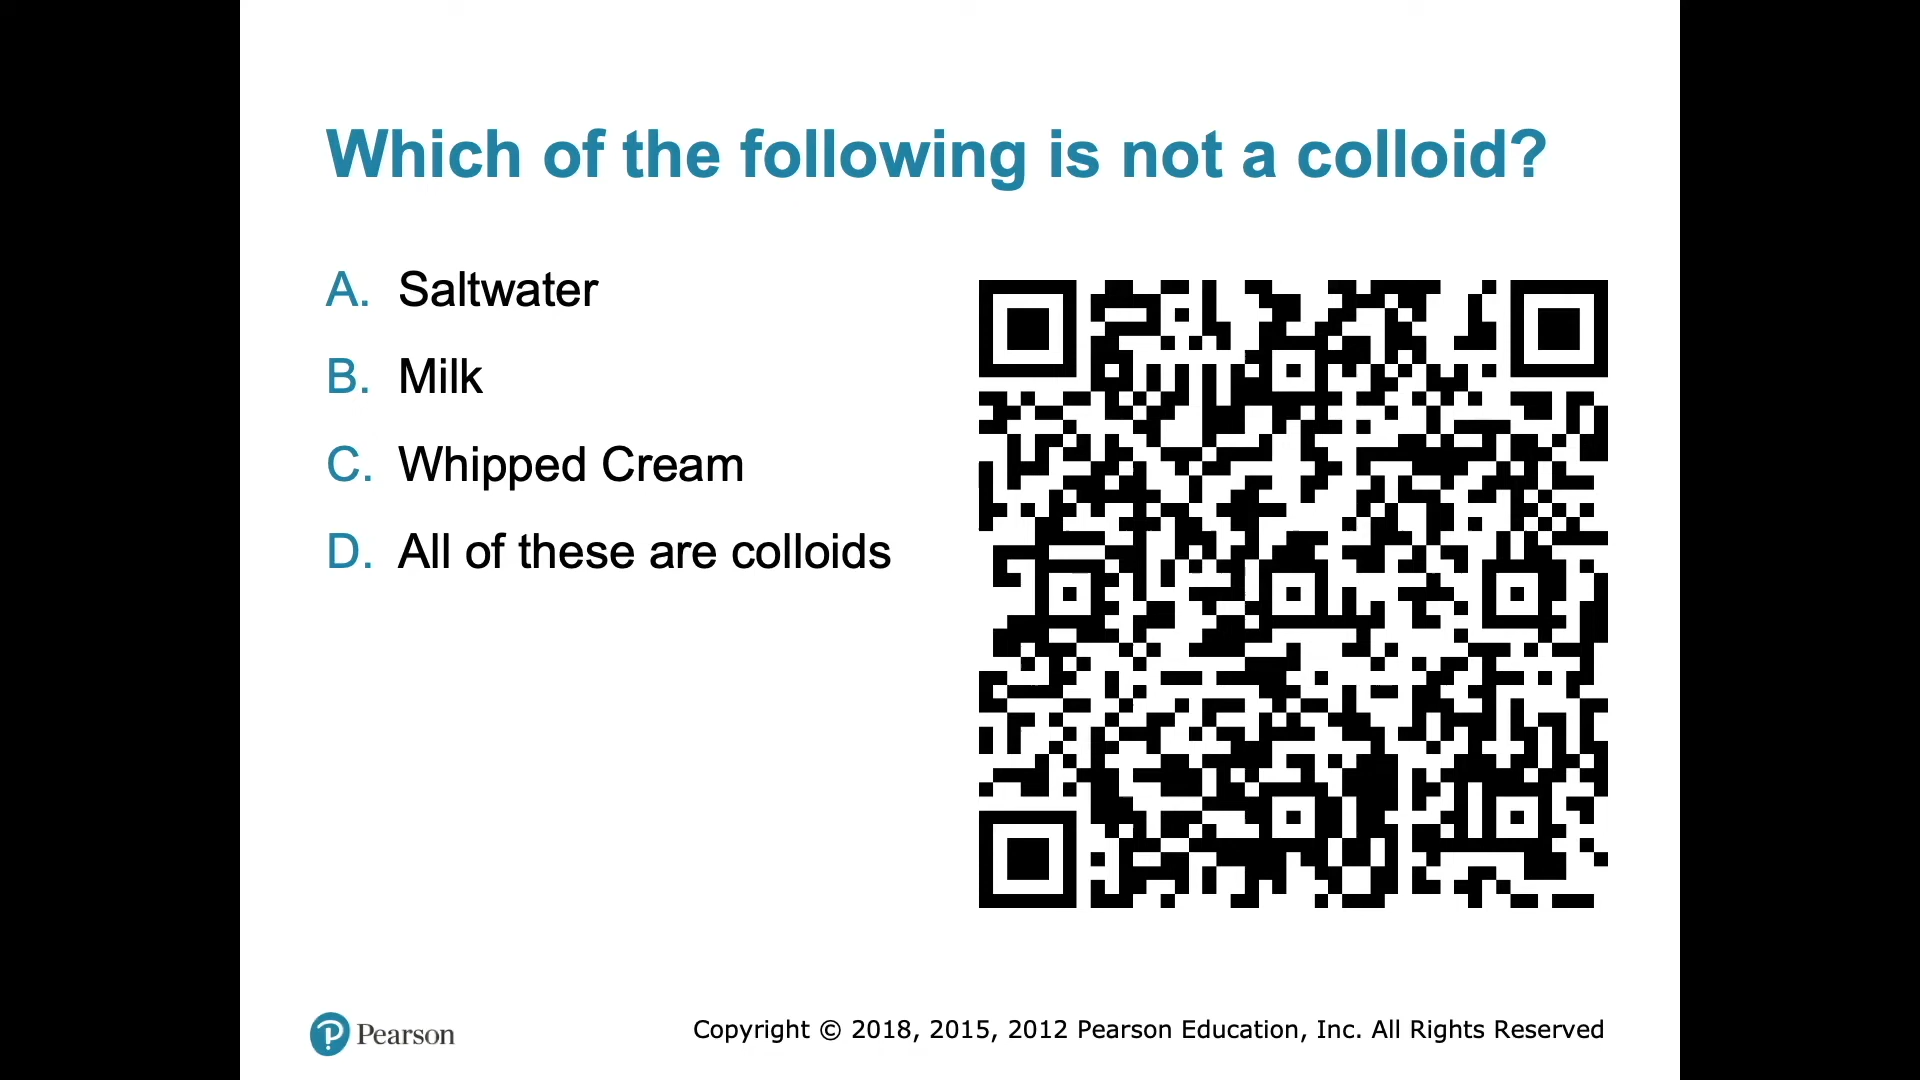 Which of the following is not a colloid?
A. Saltwater
B. Milk
C. Whipped Cream
D. All of these are colloids
Pearson
Copyright © 2018, 2015, 2012 Pearson Education, Inc. All Rights Reserved